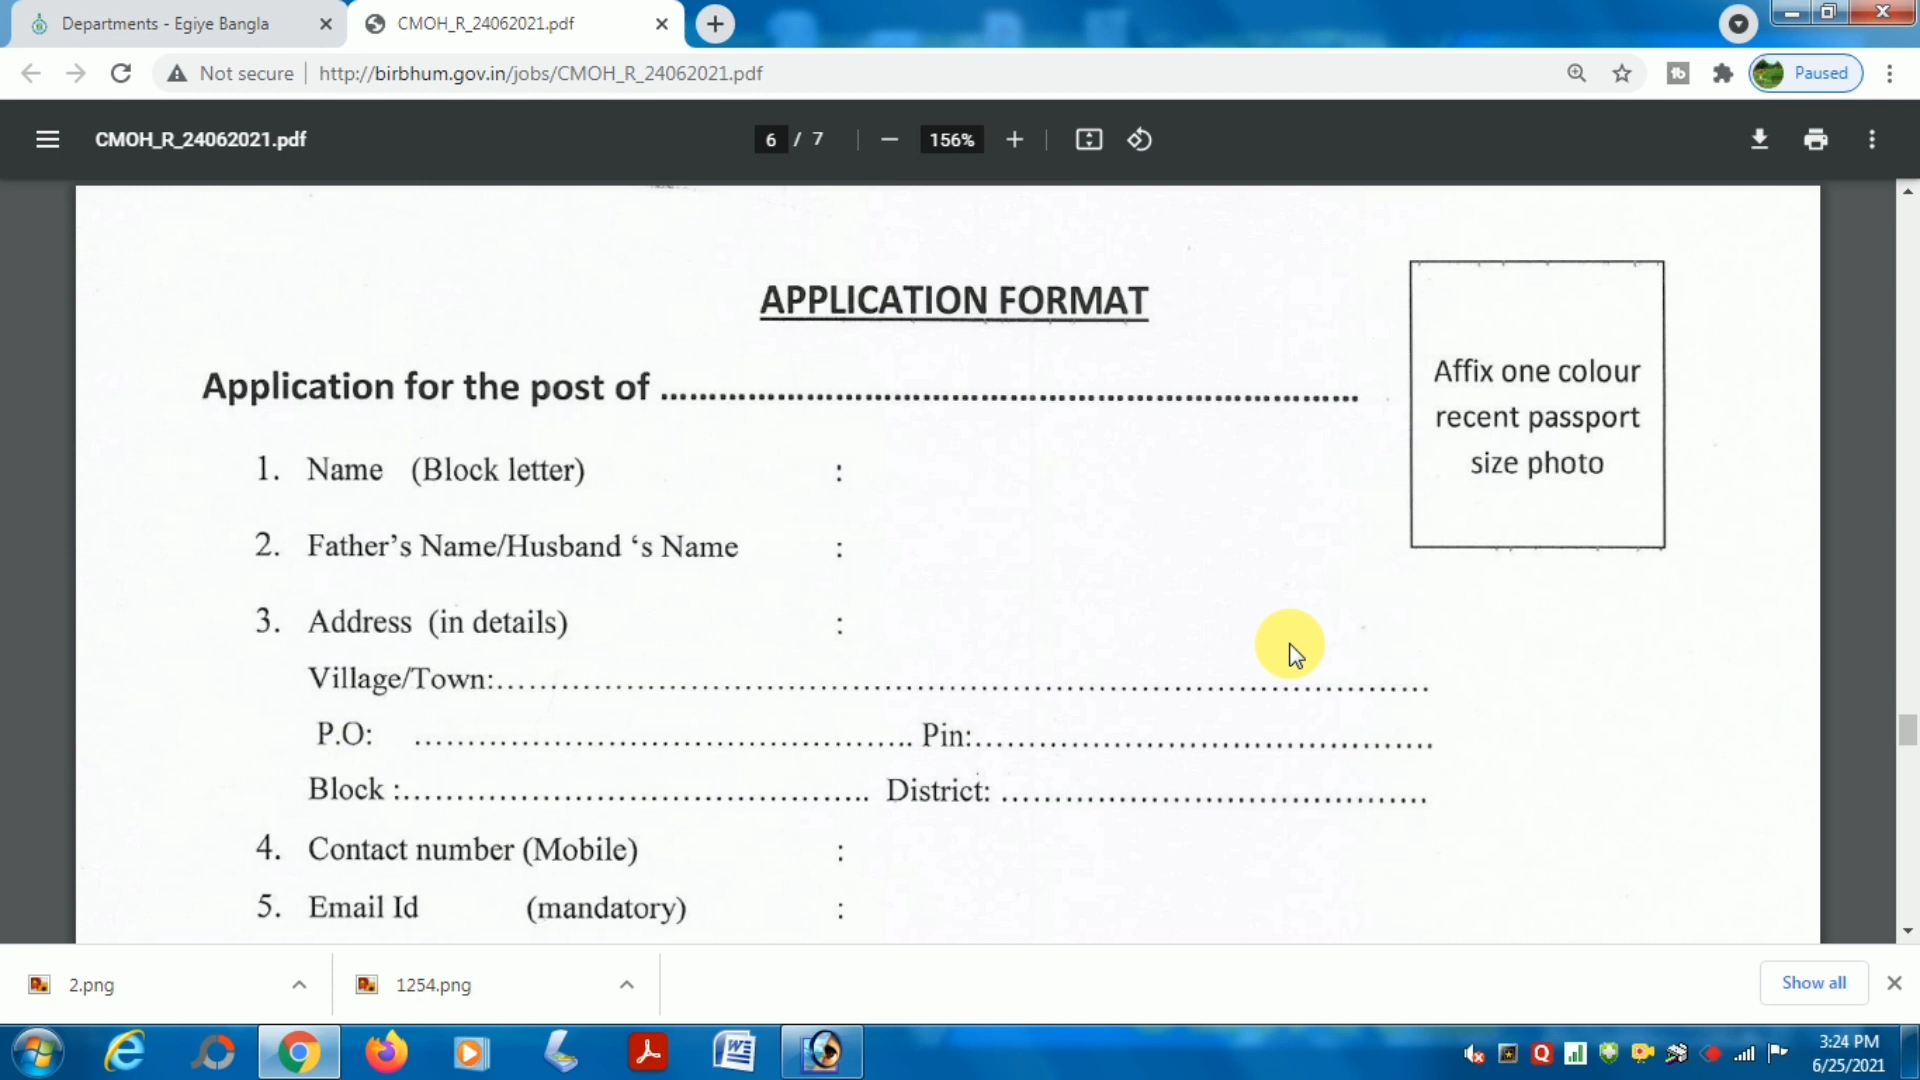 Departments - Egiye Bangla
CMOH_R_24062021.pdf
Not secure
http://birbhum.gov.in/jobs/CMOH_R_24062021.pdf
Paused
CMOH_R_24062021.pdf
6 / 7
156%
APPLICATION FORMAT
Affix one colour
recent passport
size photo
Application for the post of ................................................................................
1. Name (Block letter) :
2. Father’s Name/Husband ‘s Name :
3. Address (in details) :
Village/Town:................................................................................
P.O: ............................................... Pin:............................................
Block :............................................. District: ........................................
4. Contact number (Mobile) :
5. Email Id (mandatory) :
2.png
1254.png
Show all
3:24 PM
6/25/2021